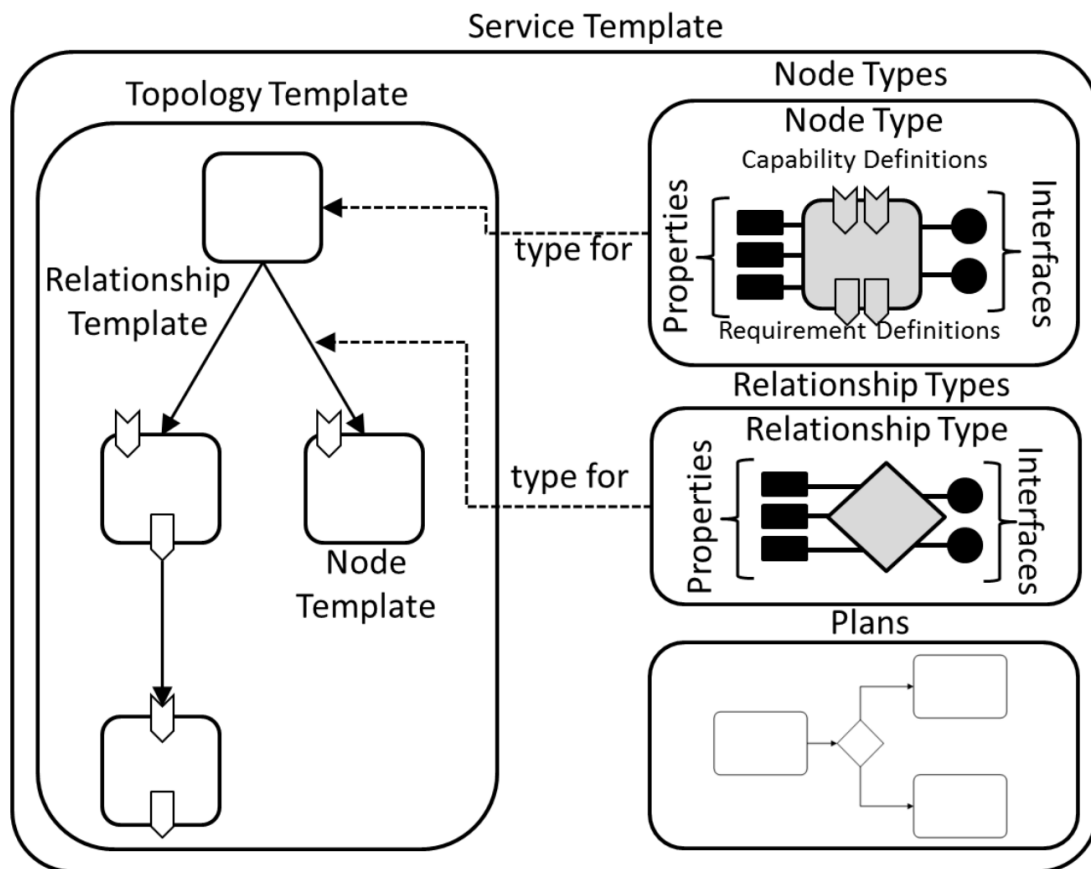 Service Template
Topology Template
Relationship
Template
Node
Template
type for
type for
Node Types
Node Type
Capability Definitions
Properties
Interfaces
Requirement Definitions
Relationship Types
Relationship Type
Properties
Interfaces
Plans